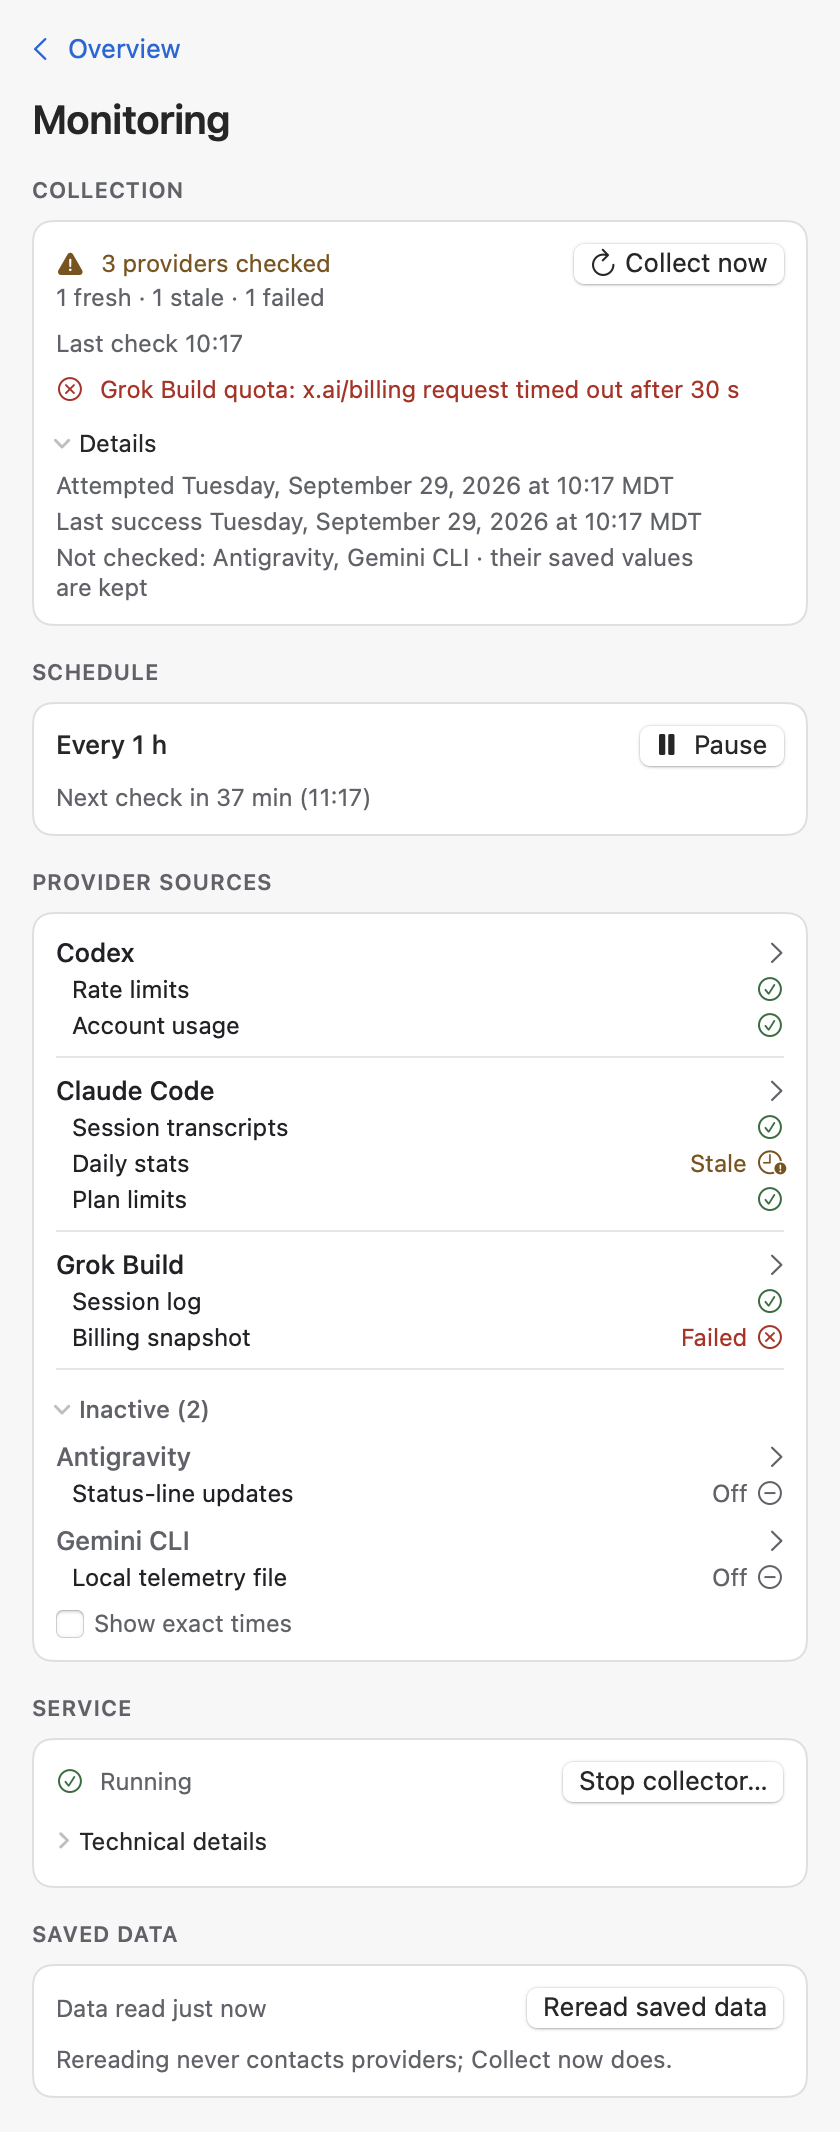 Overview
Monitoring
COLLECTION
3 providers checked
Collect now
1 fresh · 1 stale · 1 failed
Last check 10:17
Grok Build quota: x.ai/billing request timed out after 30 s
Details
Attempted Tuesday, September 29, 2026 at 10:17 MDT
Last success Tuesday, September 29, 2026 at 10:17 MDT
Not checked: Antigravity, Gemini CLI · their saved values
are kept
SCHEDULE
Every 1 h
Pause
Next check in 37 min (11:17)
PROVIDER SOURCES
Codex
Rate limits
Account usage
Claude Code
Session transcripts
Daily stats
Stale
Plan limits
Grok Build
Session log
Billing snapshot
Failed
Inactive (2)
Antigravity
Status-line updates
Off
Gemini CLI
Local telemetry file
Off
Show exact times
SERVICE
Running
Stop collector...
Technical details
SAVED DATA
Data read just now
Reread saved data
Rereading never contacts providers; Collect now does.